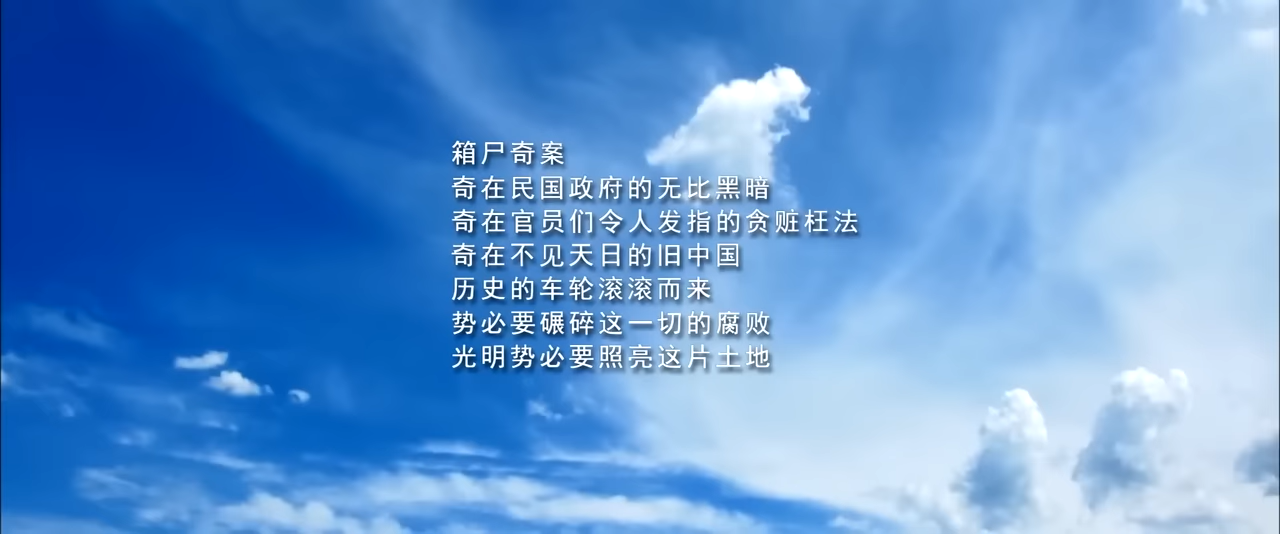 箱尸奇案
奇在民国政府的无比黑暗
奇在官员们令人发指的贪赃枉法
奇在不见天日的旧中国
历史的车轮滚滚而来
势必要碾碎这一切的腐败
光明势必要照亮这片土地